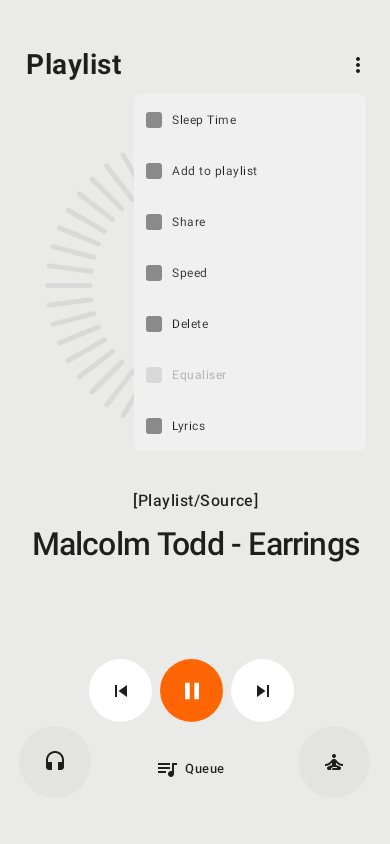 Playlist
Sleep Time
Add to playlist
Share
Speed
Delete
Equaliser
Lyrics
[Playlist/Source]
Malcolm Todd - Earrings
Queue